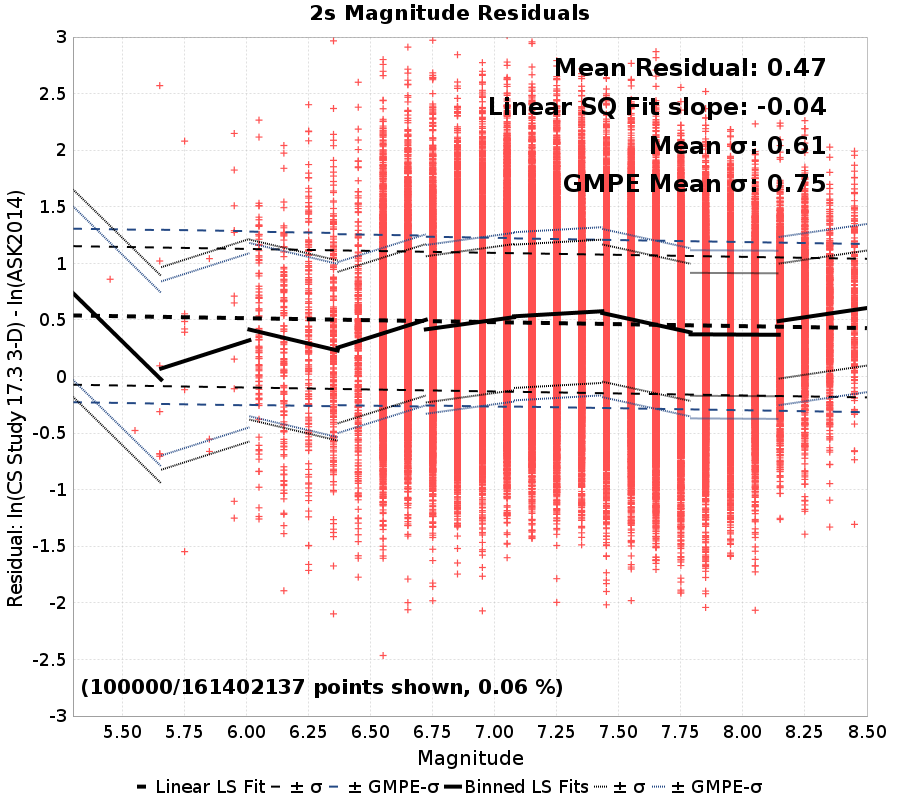 2s Magnitude Residuals
Mean Residual: 0.47
Linear SQ Fit slope: -0.04
Mean σ: 0.61
GMPE Mean σ: 0.75
Residual: ln(CS Study 17.3 3-D) - ln(ASK2014)
3
2.5
2
1.5
1
0.5
0
-0.5
-1
-1.5
-2
-2.5
-3
(100000/161402137 points shown, 0.06 %)
5.50 5.75 6.00 6.25 6.50 6.75 7.00 7.25 7.50 7.75 8.00 8.25 8.50
Magnitude
Linear LS Fit ± σ ± GMPE-σ Binned LS Fits ± σ ± GMPE-σ